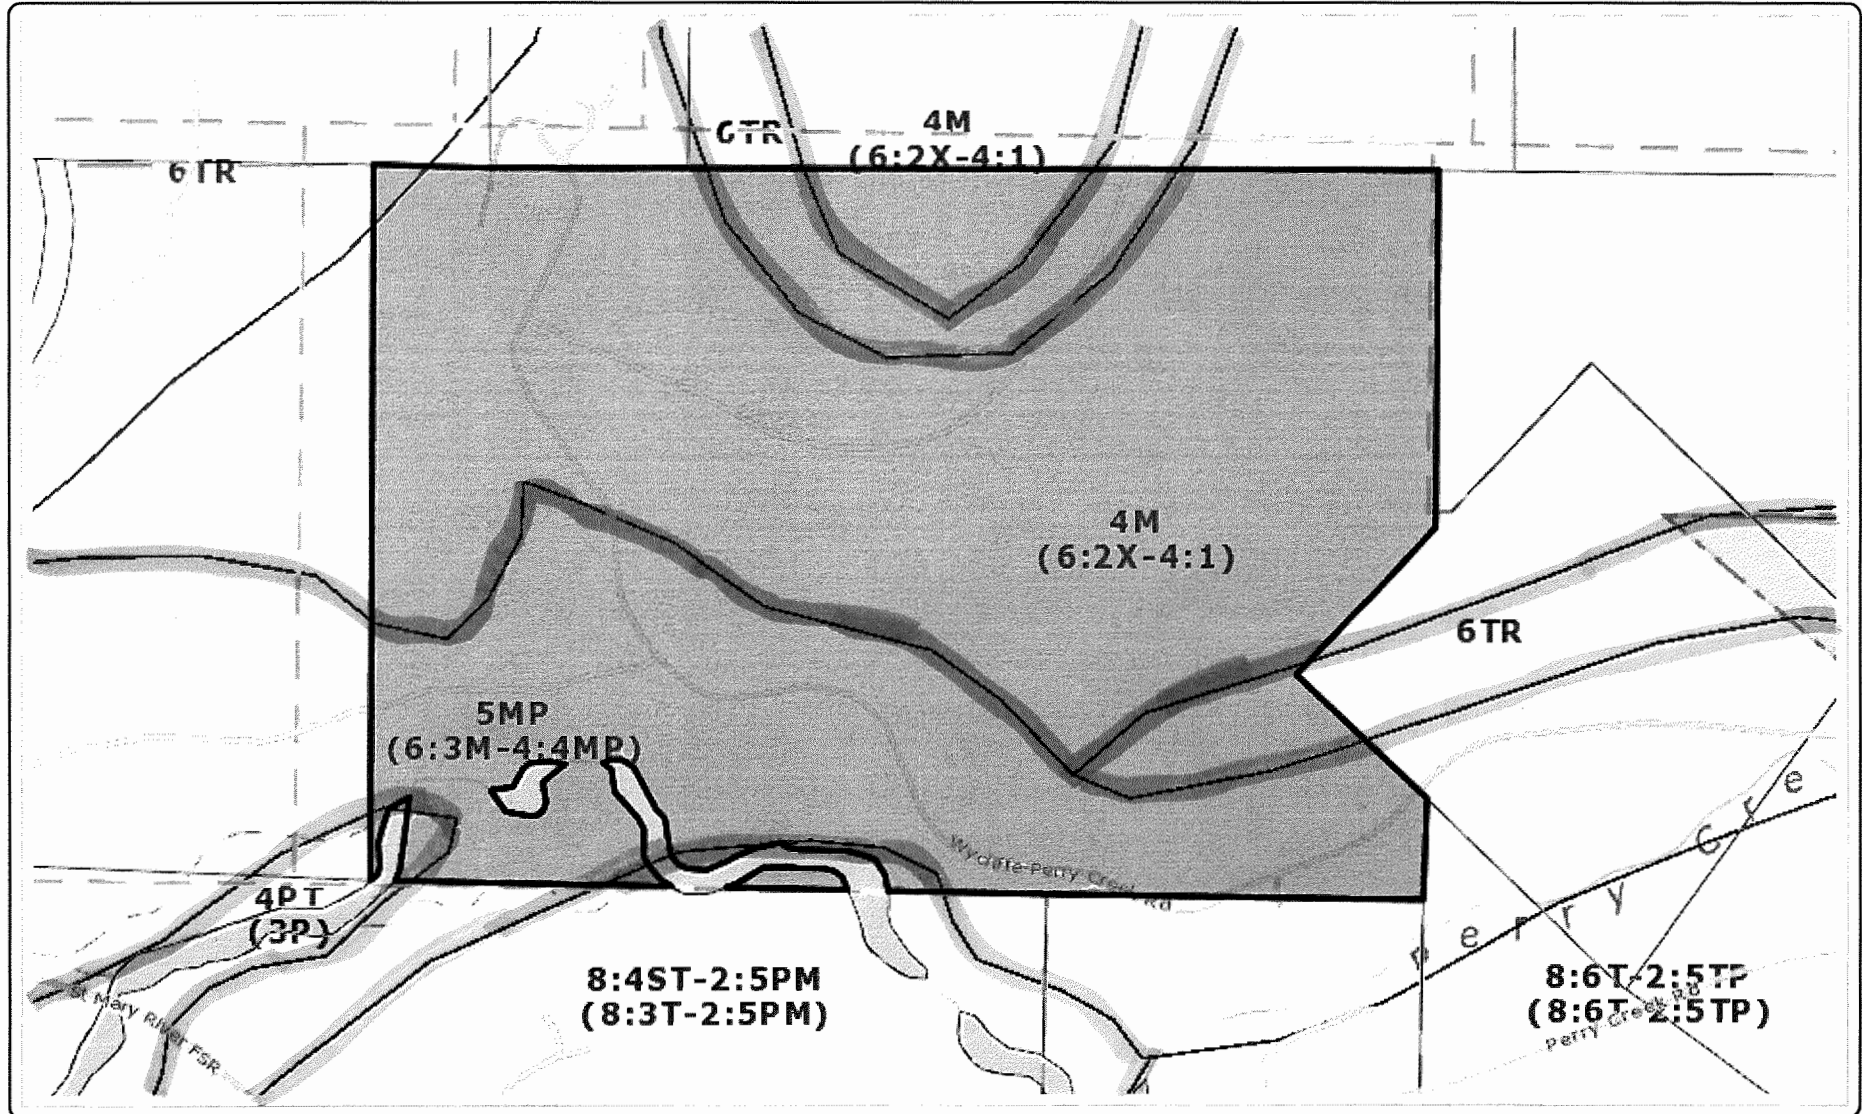 4M
(6:2X-4:1)
6TR
6TR
4M
(6:2X-4:1)
6TR
5MP
(6:3M-4:4MP)
Wycliffe-Perry Creek Rd
4PT
(3P)
Perry Cre
8:4ST-2:5PM
(8:3T-2:5PM)
8:6T-2:5TP
(8:6T-2:5TP)
St Mary River FSR
Perry Creek Rd